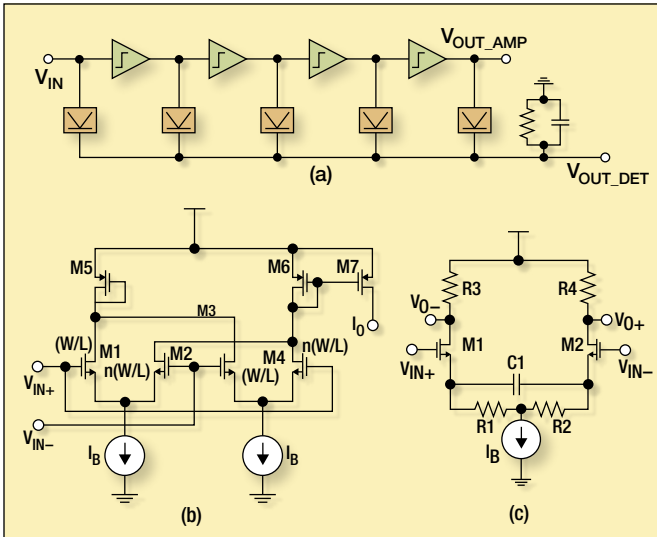 V_IN
V_OUT_AMP
V_OUT_DET
(a)
M5
M6
M7
M3
I_O
(W/L)
M1
n(W/L)
M2
(W/L)
M4
n(W/L)
V_IN+
V_IN–
I_B
I_B
(b)
R3
R4
V_O–
V_O+
M1
M2
V_IN+
V_IN–
C1
R1
R2
I_B
(c)